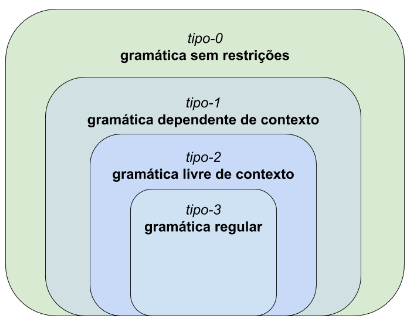 tipo-0
gramática sem restrições
tipo-1
gramática dependente de contexto
tipo-2
gramática livre de contexto
tipo-3
gramática regular